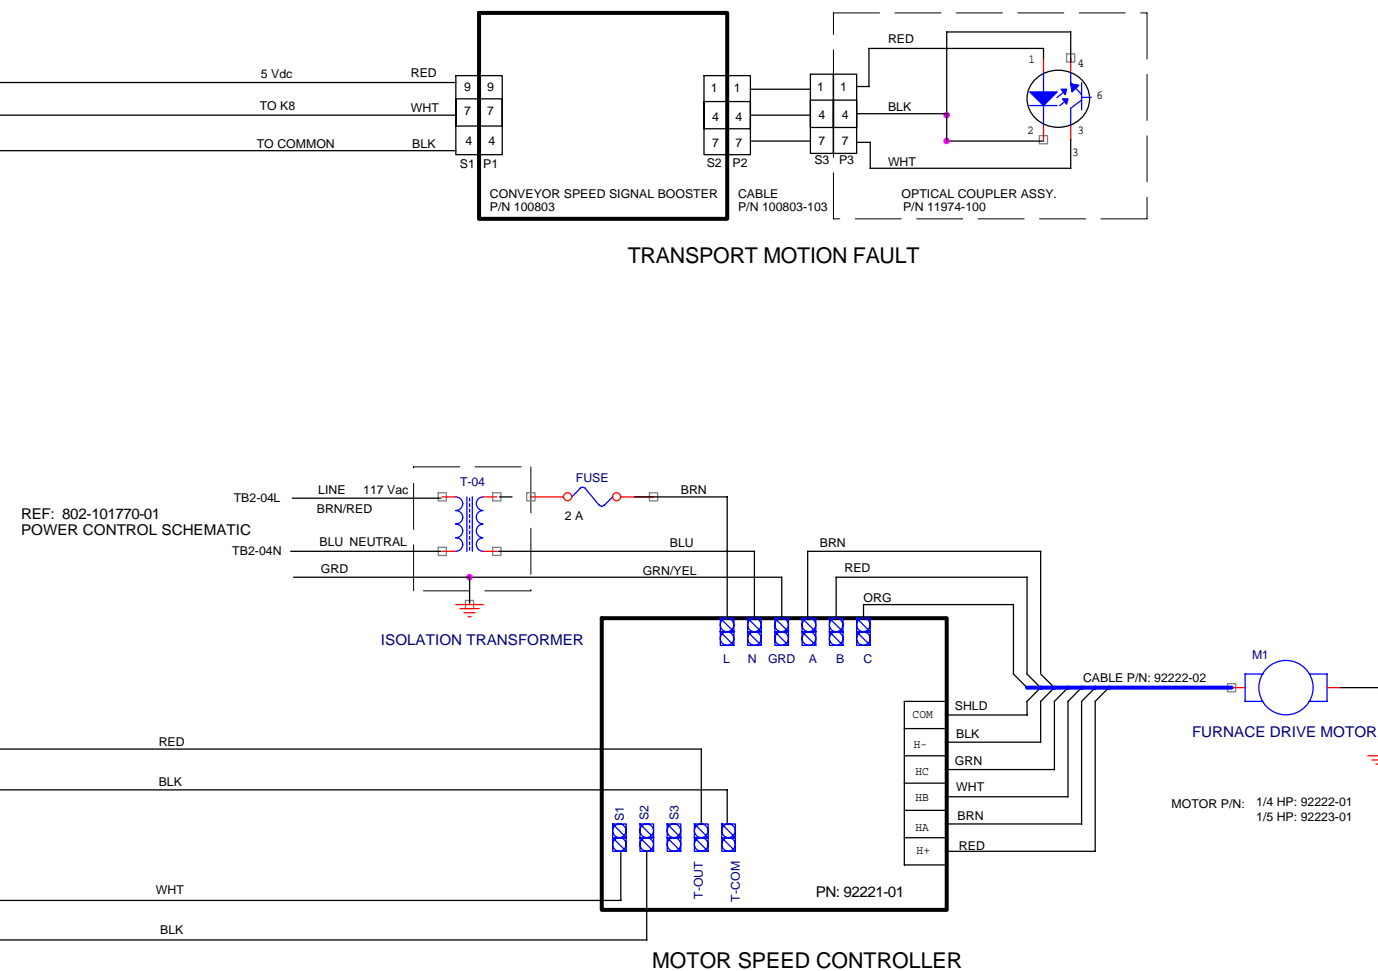 5 Vdc RED
TO K8 WHT
TO COMMON BLK
9 9
7 7
4 4
S1 P1
CONVEYOR SPEED SIGNAL BOOSTER
P/N 100803
1 1
4 4
7 7
S2 P2
CABLE
P/N 100803-103
1 1
4 4
7 7
S3 P3
RED
BLK
WHT
1
4
6
2
3
3
OPTICAL COUPLER ASSY.
P/N 11974-100
TRANSPORT MOTION FAULT
REF: 802-101770-01
POWER CONTROL SCHEMATIC
TB2-04L
LINE 117 Vac
BRN/RED
TB2-04N
BLU NEUTRAL
GRD
T-04
FUSE
2 A
BRN
BLU
GRN/YEL
ISOLATION TRANSFORMER
BRN
RED
ORG
L N GRD A B C
COM SHLD
H- BLK
HC GRN
HB WHT
HA BRN
H+ RED
CABLE P/N: 92222-02
M1
FURNACE DRIVE MOTOR
MOTOR P/N: 1/4 HP: 92222-01
1/5 HP: 92223-01
RED
BLK
WHT
BLK
S1
S2
S3
T-OUT
T-COM
PN: 92221-01
MOTOR SPEED CONTROLLER